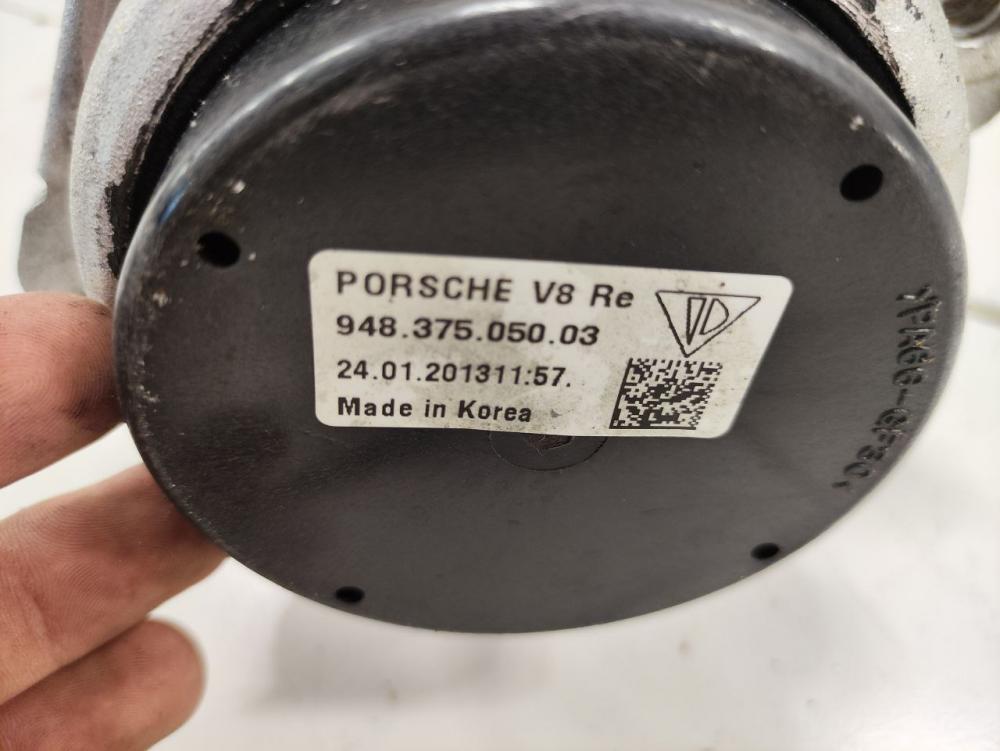 PORSCHE V8 Re
948.375.050.03
24.01.201311:57.
Made in Korea